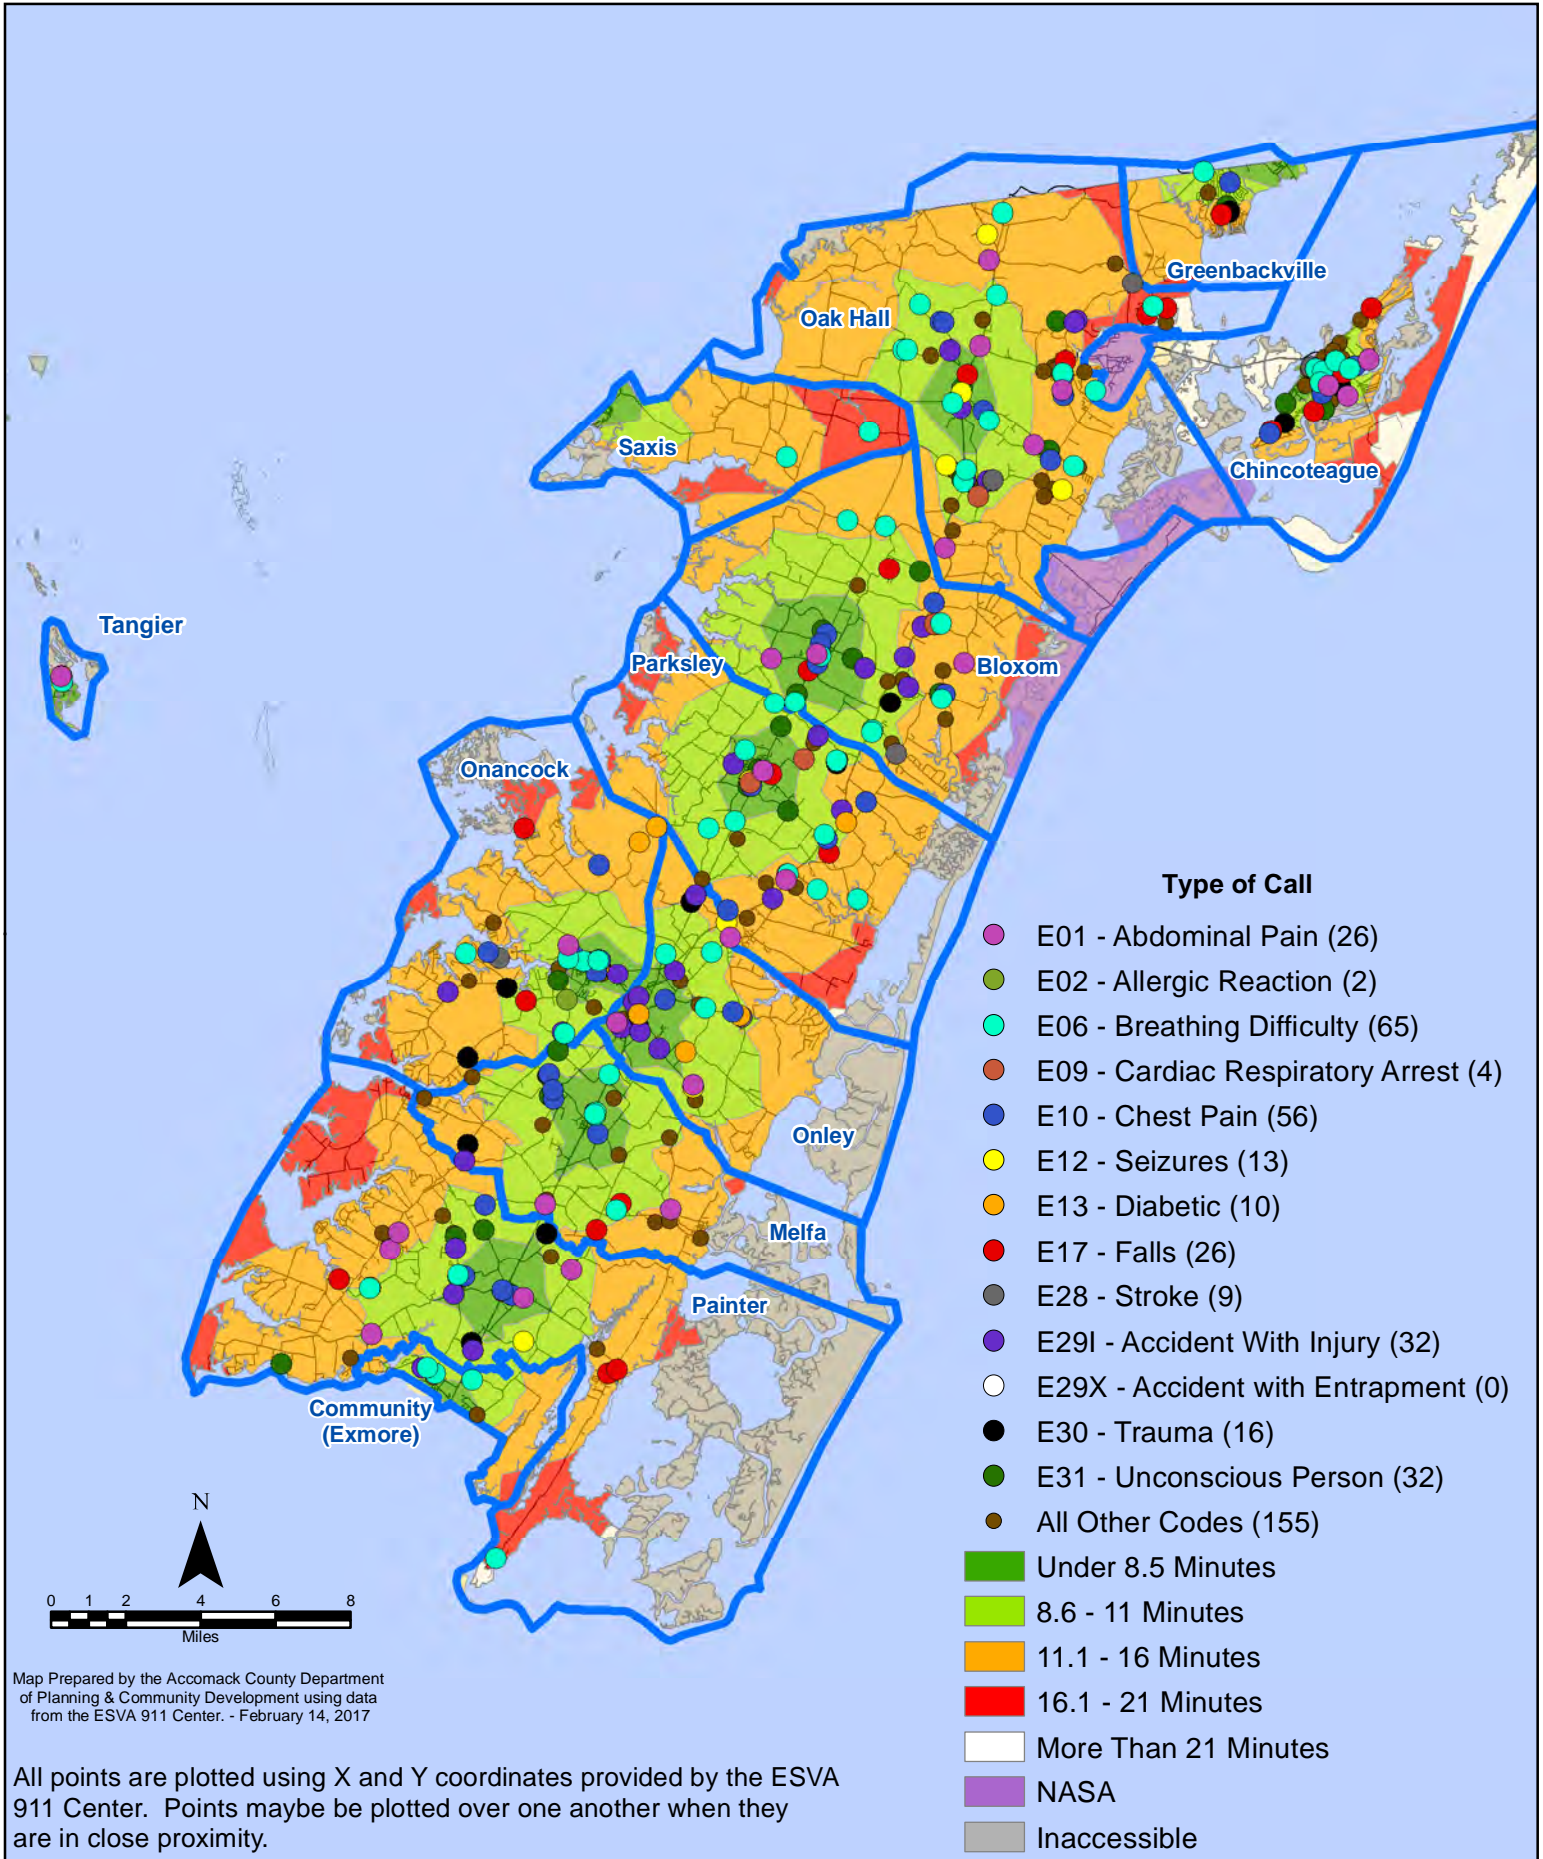 Greenbackville
Oak Hall
Saxis
Chincoteague
Tangier
Parksley
Bloxom
Onancock
Onley
Melfa
Painter
Community
(Exmore)
Type of Call
E01 - Abdominal Pain (26)
E02 - Allergic Reaction (2)
E06 - Breathing Difficulty (65)
E09 - Cardiac Respiratory Arrest (4)
E10 - Chest Pain (56)
E12 - Seizures (13)
E13 - Diabetic (10)
E17 - Falls (26)
E28 - Stroke (9)
E29I - Accident With Injury (32)
E29X - Accident with Entrapment (0)
E30 - Trauma (16)
E31 - Unconscious Person (32)
All Other Codes (155)
Under 8.5 Minutes
8.6 - 11 Minutes
11.1 - 16 Minutes
16.1 - 21 Minutes
More Than 21 Minutes
NASA
Inaccessible
N
0 1 2 4 6 8
Miles
Map Prepared by the Accomack County Department
of Planning & Community Development using data
from the ESVA 911 Center. - February 14, 2017
All points are plotted using X and Y coordinates provided by the ESVA
911 Center.  Points maybe be plotted over one another when they
are in close proximity.